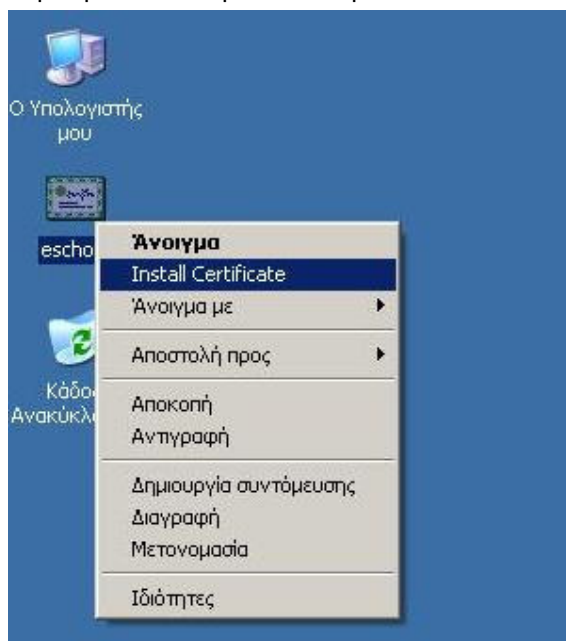 Ο Υπολογιστής
μου
escho
Άνοιγμα
Install Certificate
Άνοιγμα με
Αποστολή προς
Αποκοπή
Αντιγραφή
Δημιουργία συντόμευσης
Διαγραφή
Μετονομασία
Ιδιότητες
Κάδο
Ανακύκλ